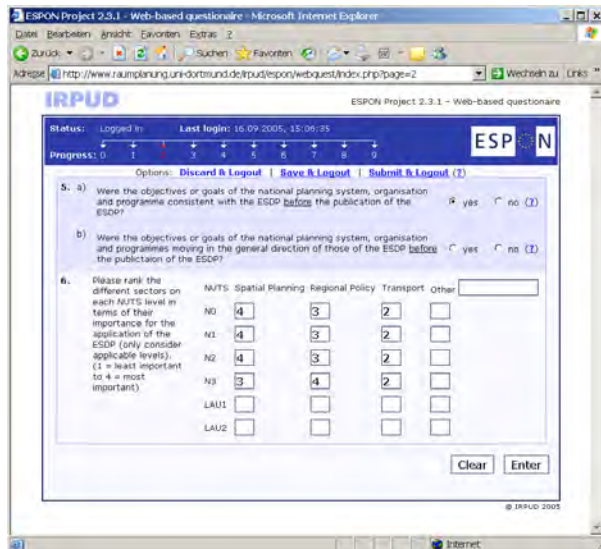 ESPON Project 2.3.1 - Web-based questionaire - Microsoft Internet Explorer
Datei Bearbeiten Ansicht Favoriten Extras ?
Zurück Suchen Favoriten
Adresse http://www.raumplanung.uni-dortmund.de/irpud/espon/webquest/index.php?page=2 Wechseln zu Links »
IRPUD ESPON Project 2.3.1 - Web-based questionaire
Status: Logged in Last login: 16.09.2005, 15:06:35
ESPON
Progress: 0 1 2 3 4 5 6 7 8 9
Options: Discard & Logout | Save & Logout | Submit & Logout (?)
5. a) Were the objectives or goals of the national planning system, organisation
and programme consistent with the ESDP before the publication of the yes no (?)
ESDP?
b) Were the objectives or goals of the national planning system, organisation
and programmes moving in the general direction of those of the ESDP before yes no (?)
the publictaion of the ESDP?
6. Please rank the
different sectors on NUTS Spatial Planning Regional Policy Transport Other
each NUTS level in
terms of their N0 4 3 2
importance for the
application of the N1 4 3 2
ESDP (only consider
applicable levels). N2 4 3 2
(1 = least important
to 4 = most N3 3 4 2
important)
LAU1
LAU2
Clear Enter
© IRPUD 2005
Internet